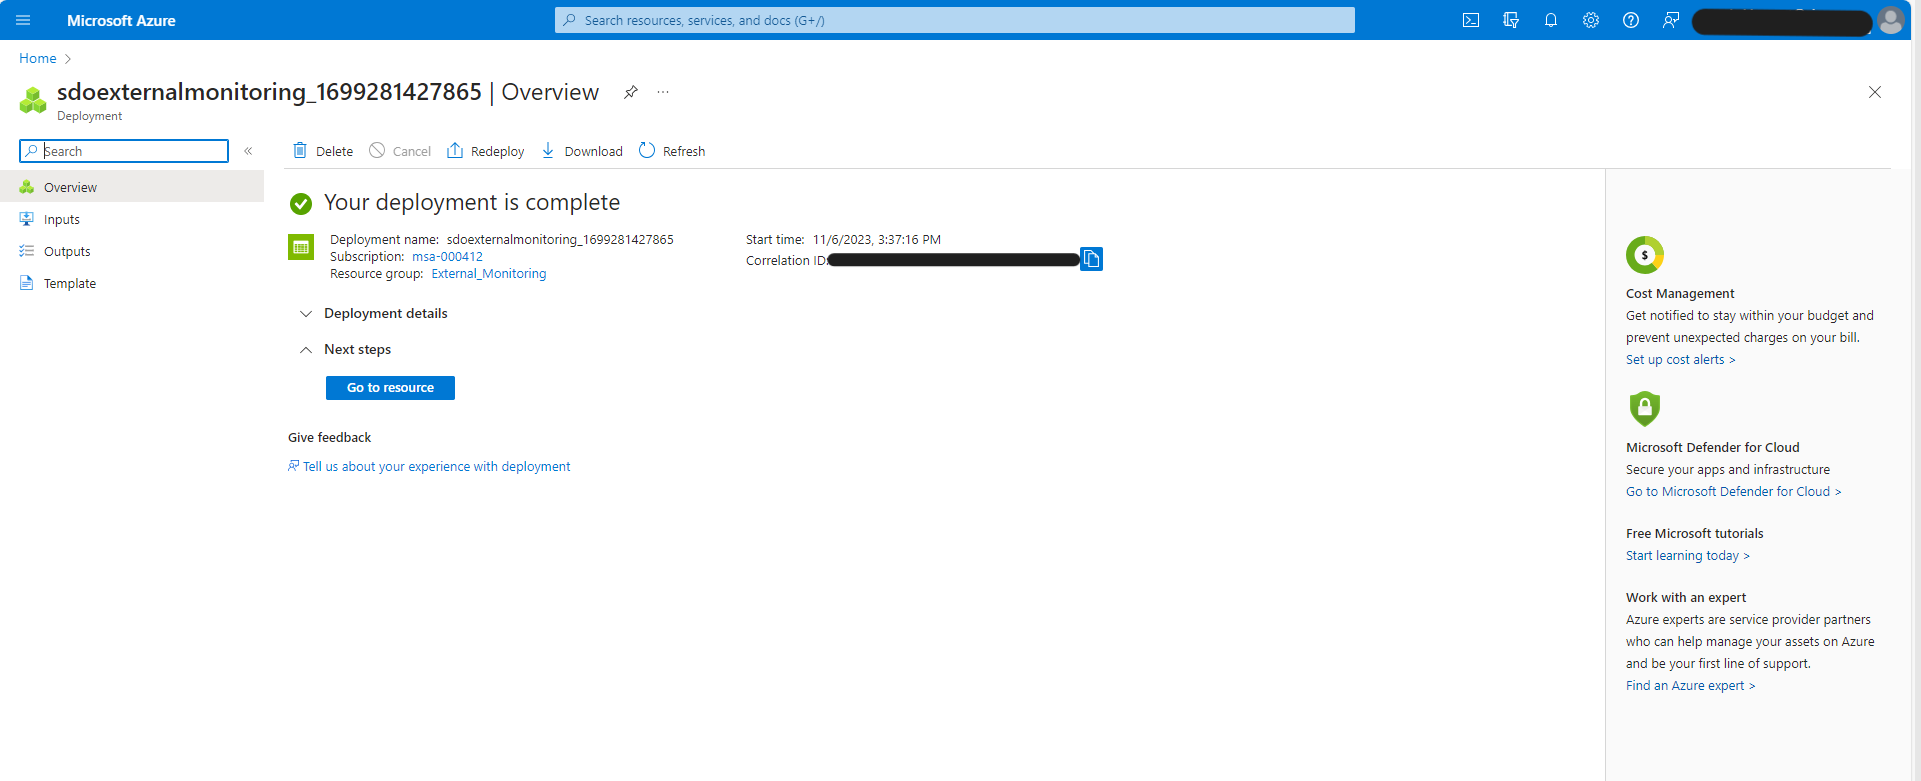 Microsoft Azure
Search resources, services, and docs (G+/)
Home
sdoexternalmonitoring_1699281427865 | Overview
Deployment
Search
Delete
Cancel
Redeploy
Download
Refresh
Overview
Inputs
Outputs
Template
Your deployment is complete
Deployment name: sdoexternalmonitoring_1699281427865
Subscription: msa-000412
Resource group: External_Monitoring
Start time: 11/6/2023, 3:37:16 PM
Correlation ID:
Deployment details
Next steps
Go to resource
Give feedback
Tell us about your experience with deployment
$
Cost Management
Get notified to stay within your budget and
prevent unexpected charges on your bill.
Set up cost alerts >
Microsoft Defender for Cloud
Secure your apps and infrastructure
Go to Microsoft Defender for Cloud >
Free Microsoft tutorials
Start learning today >
Work with an expert
Azure experts are service provider partners
who can help manage your assets on Azure
and be your first line of support.
Find an Azure expert >